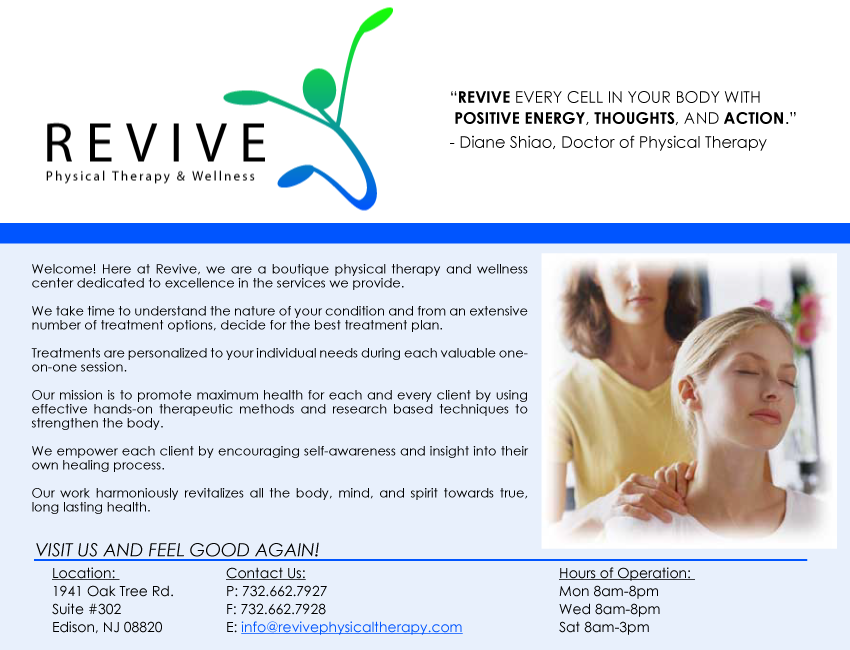 REVIVE
Physical Therapy & Wellness
“REVIVE EVERY CELL IN YOUR BODY WITH
POSITIVE ENERGY, THOUGHTS, AND ACTION.”
- Diane Shiao, Doctor of Physical Therapy
Welcome! Here at Revive, we are a boutique physical therapy and wellness
center dedicated to excellence in the services we provide.
We take time to understand the nature of your condition and from an extensive
number of treatment options, decide for the best treatment plan.
Treatments are personalized to your individual needs during each valuable one-
on-one session.
Our mission is to promote maximum health for each and every client by using
effective hands-on therapeutic methods and research based techniques to
strengthen the body.
We empower each client by encouraging self-awareness and insight into their
own healing process.
Our work harmoniously revitalizes all the body, mind, and spirit towards true,
long lasting health.
VISIT US AND FEEL GOOD AGAIN!
Location:
1941 Oak Tree Rd.
Suite #302
Edison, NJ 08820
Contact Us:
P: 732.662.7927
F: 732.662.7928
E: info@revivephysicaltherapy.com
Hours of Operation:
Mon 8am-8pm
Wed 8am-8pm
Sat 8am-3pm